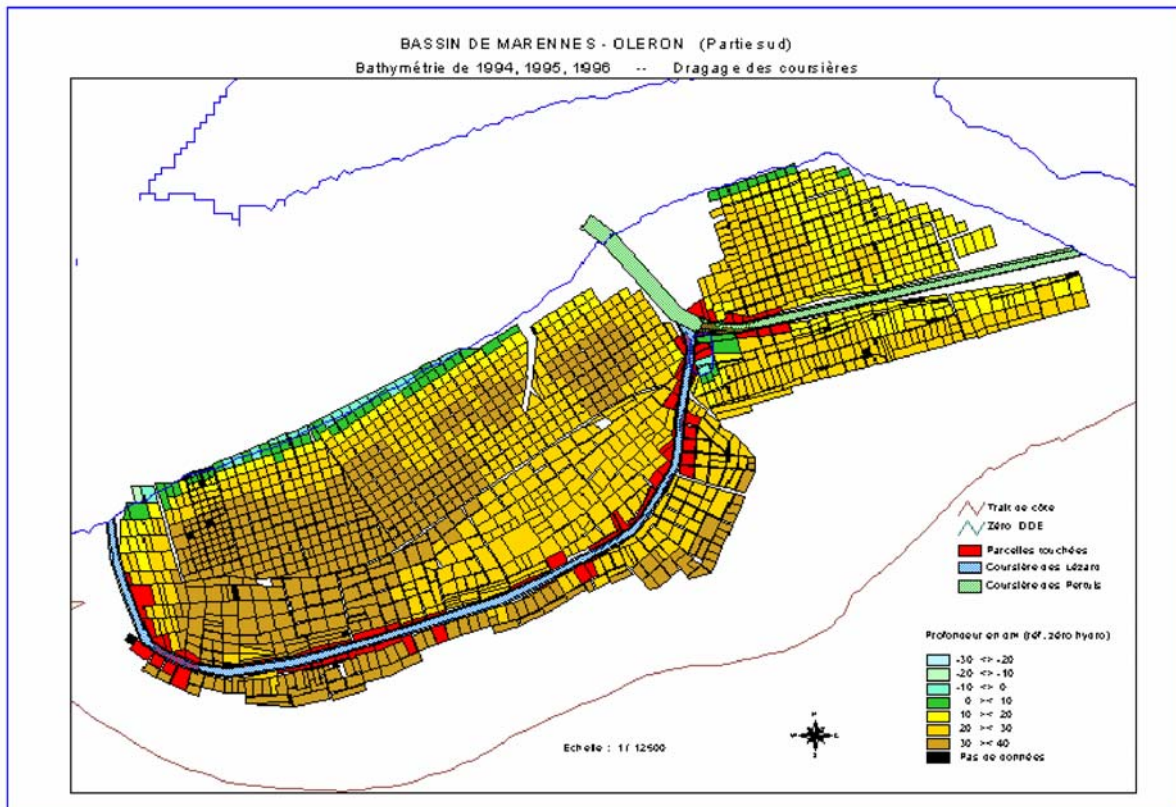 BASSIN DE MARENNES - OLERON (Partie sud)
Bathymétrie de 1994, 1995, 1996 -- Dragage des coursières
Trait de côte
Zéro DDE
Parcelles touchées
Coursière des Lézard
Coursière des Pertuis
Profondeur en dm (réf. zéro hydro)
-30 <> -20
-20 <> -10
-10 <> 0
0 >< 10
10 >< 20
20 >< 30
30 >< 40
Pas de données
Echelle : 1/ 12500